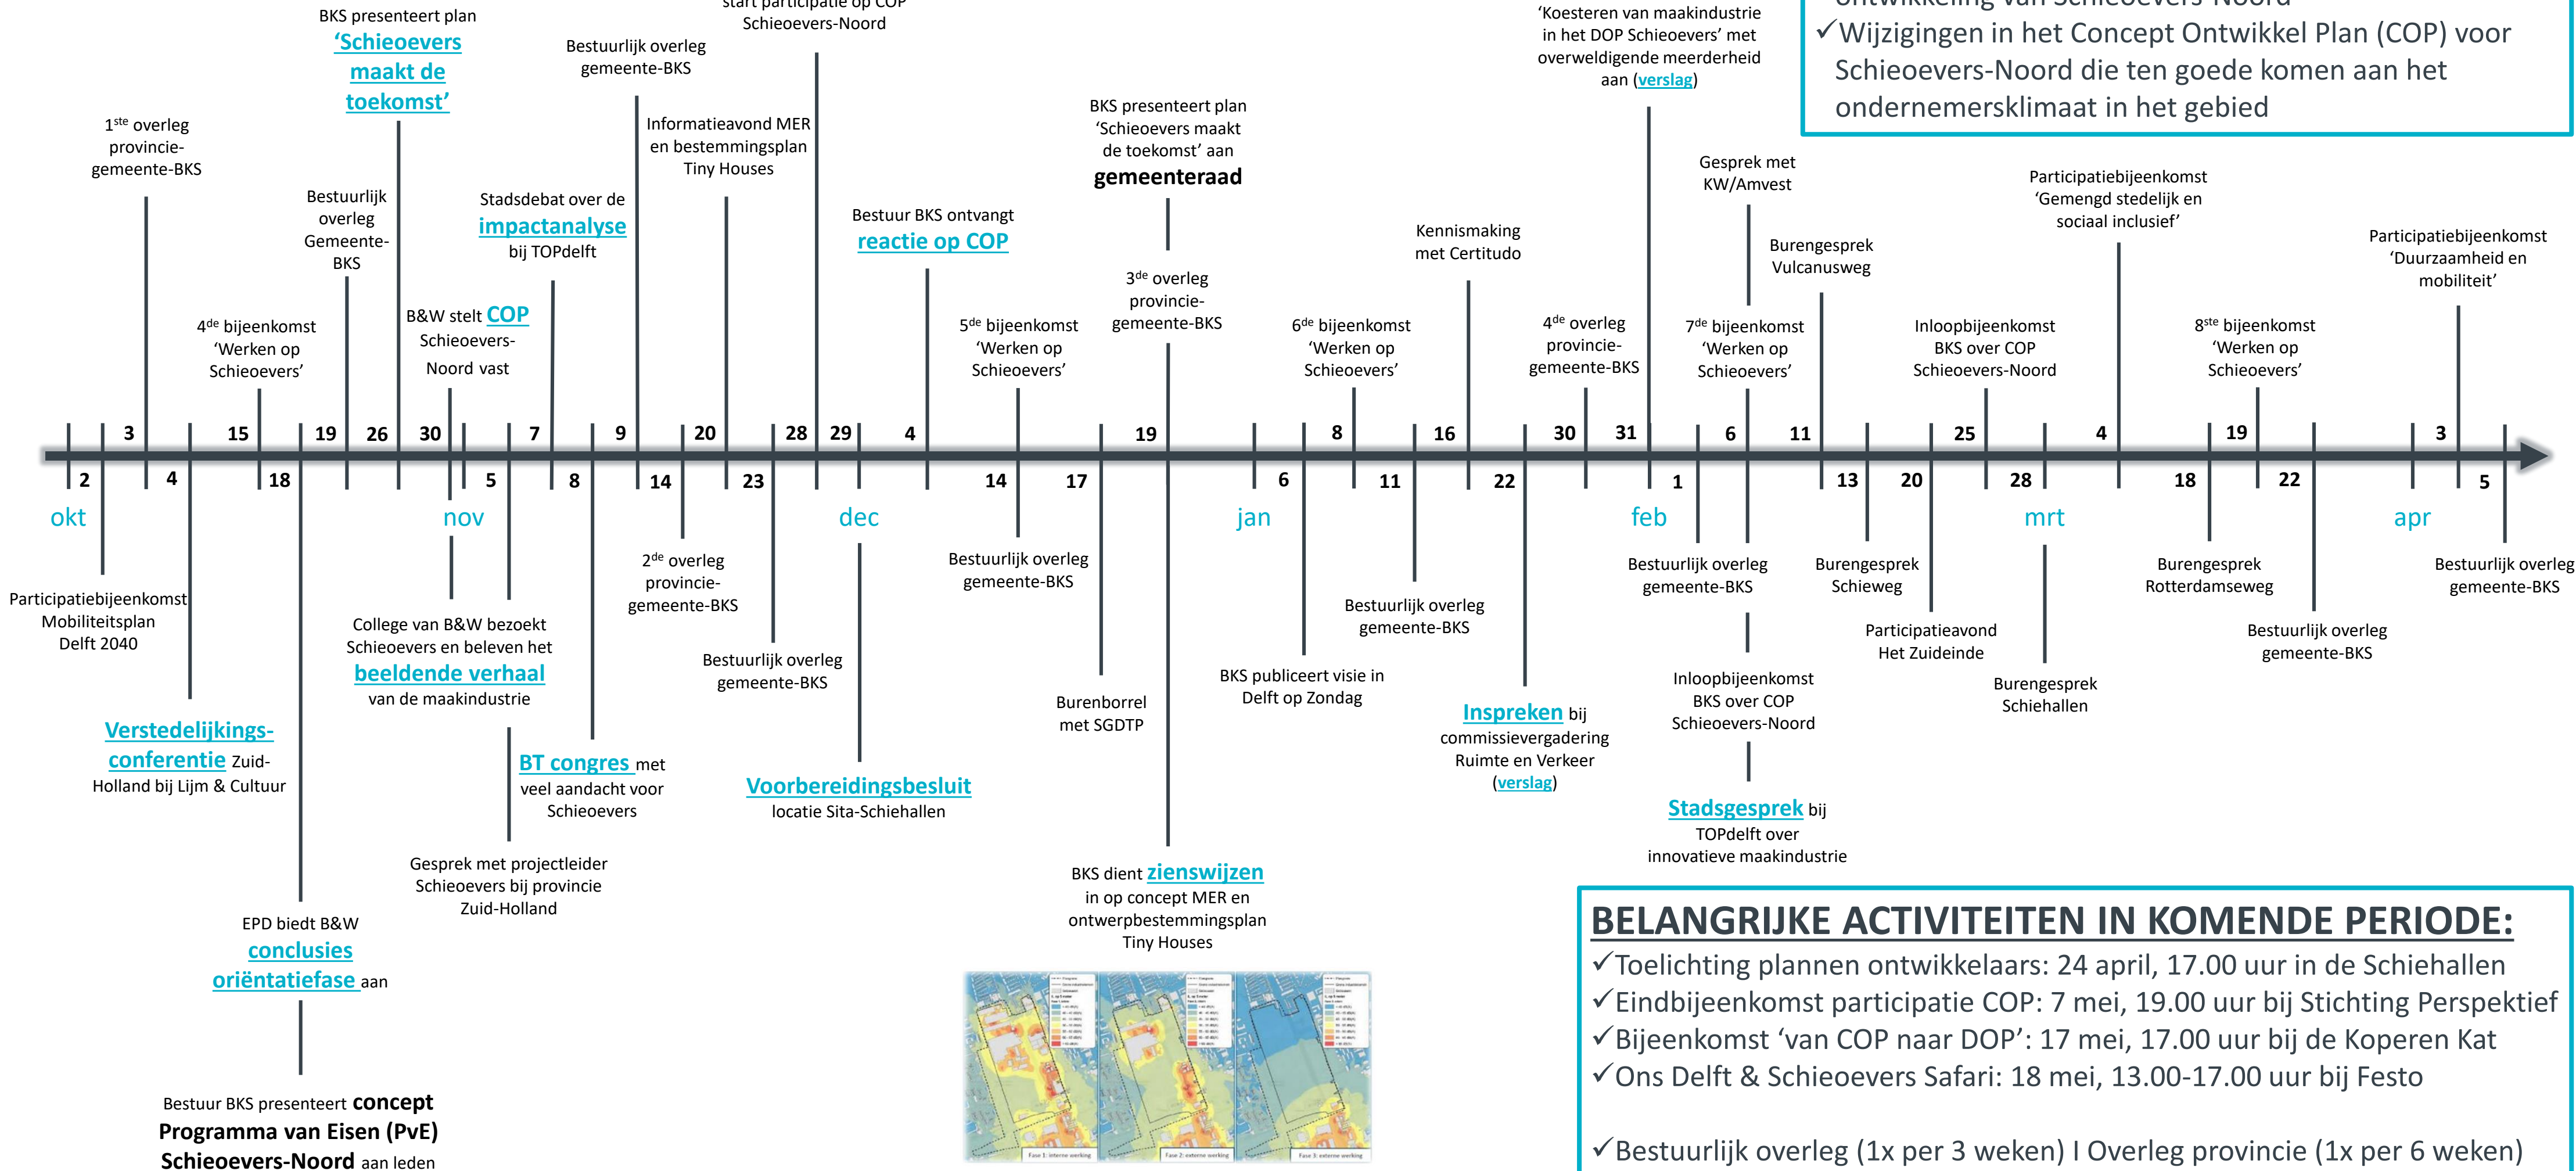 start participatie op COP
Schieoevers-Noord
BKS presenteert plan
‘Schieoevers
maakt de
toekomst’
Bestuurlijk overleg
gemeente-BKS
‘Koesteren van maakindustrie
in het DOP Schieoevers’ met
overweldigende meerderheid
aan (verslag)
ontwikkeling van Schieoevers-Noord
✓Wijzigingen in het Concept Ontwikkel Plan (COP) voor
Schieoevers-Noord die ten goede komen aan het
ondernemersklimaat in het gebied
1ste overleg
provincie-
gemeente-BKS
Informatieavond MER
en bestemmingsplan
Tiny Houses
BKS presenteert plan
‘Schieoevers maakt
de toekomst’ aan
gemeenteraad
Gesprek met
KW/Amvest
Participatiebijeenkomst
‘Gemengd stedelijk en
sociaal inclusief’
Bestuurlijk
overleg
Gemeente-
BKS
Stadsdebat over de
impactanalyse
bij TOPdelft
Bestuur BKS ontvangt
reactie op COP
Kennismaking
met Certitudo
Burengesprek
Vulcanusweg
Participatiebijeenkomst
‘Duurzaamheid en
mobiliteit’
4de bijeenkomst
‘Werken op
Schieoevers’
B&W stelt COP
Schieoevers-
Noord vast
5de bijeenkomst
‘Werken op
Schieoevers’
3de overleg
provincie-
gemeente-BKS
6de bijeenkomst
‘Werken op
Schieoevers’
4de overleg
provincie-
gemeente-BKS
7de bijeenkomst
‘Werken op
Schieoevers’
Inloopbijeenkomst
BKS over COP
Schieoevers-Noord
8ste bijeenkomst
‘Werken op
Schieoevers’
3 15 19 26 30 7 9 20 28 29 4 19 8 16 30 31 6 11 25 4 19 3
2 4 18 5 8 14 23 14 17 6 11 22 1 13 20 28 18 22 5
okt nov dec jan feb mrt apr
Participatiebijeenkomst
Mobiliteitsplan
Delft 2040
College van B&W bezoekt
Schieoevers en beleven het
beeldende verhaal
van de maakindustrie
2de overleg
provincie-
gemeente-BKS
Bestuurlijk overleg
gemeente-BKS
Bestuurlijk overleg
gemeente-BKS
Bestuurlijk overleg
gemeente-BKS
Bestuurlijk overleg
gemeente-BKS
Burengesprek
Schieweg
Burengesprek
Rotterdamseweg
Bestuurlijk overleg
gemeente-BKS
Participatieavond
Het Zuideinde
Bestuurlijk overleg
gemeente-BKS
Verstedelijkings-
conferentie Zuid-
Holland bij Lijm & Cultuur
BT congres met
veel aandacht voor
Schieoevers
Voorbereidingsbesluit
locatie Sita-Schiehallen
Burenborrel
met SGDTP
BKS publiceert visie in
Delft op Zondag
Inspreken bij
commissievergadering
Ruimte en Verkeer
(verslag)
Inloopbijeenkomst
BKS over COP
Schieoevers-Noord
Burengesprek
Schiehallen
Stadsgesprek bij
TOPdelft over
innovatieve maakindustrie
Gesprek met projectleider
Schieoevers bij provincie
Zuid-Holland
BKS dient zienswijzen
in op concept MER en
ontwerpbestemmingsplan
Tiny Houses
EPD biedt B&W
conclusies
oriëntatiefase aan
Bestuur BKS presenteert concept
Programma van Eisen (PvE)
Schieoevers-Noord aan leden
Fase 1: interne werking
Fase 2: externe werking
Fase 3: externe werking
BELANGRIJKE ACTIVITEITEN IN KOMENDE PERIODE:
✓Toelichting plannen ontwikkelaars: 24 april, 17.00 uur in de Schiehallen
✓Eindbijeenkomst participatie COP: 7 mei, 19.00 uur bij Stichting Perspektief
✓Bijeenkomst ‘van COP naar DOP’: 17 mei, 17.00 uur bij de Koperen Kat
✓Ons Delft & Schieoevers Safari: 18 mei, 13.00-17.00 uur bij Festo
✓Bestuurlijk overleg (1x per 3 weken) I Overleg provincie (1x per 6 weken)